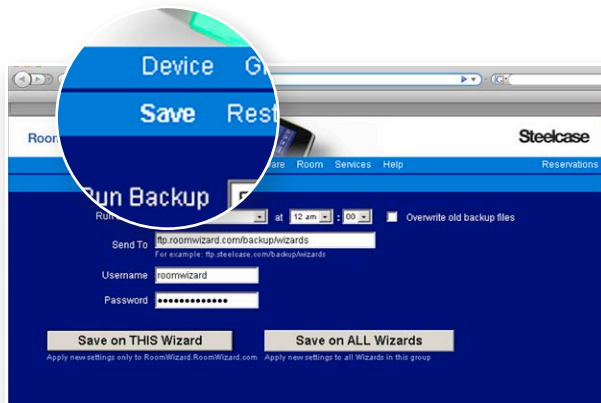 Device
Save
Room Steelcase
Room Services Help Reservations
Run Backup
Run at 12 am : 00 Overwrite old backup files
Send To ftp.roomwizard.com/backup/wizards
For example: ftp.steelcase.com/backup/wizards
Username roomwizard
Password •••••••••••••
Save on THIS Wizard Save on ALL Wizards
Apply new settings only to RoomWizard.RoomWizard.com Apply new settings to all Wizards in this group